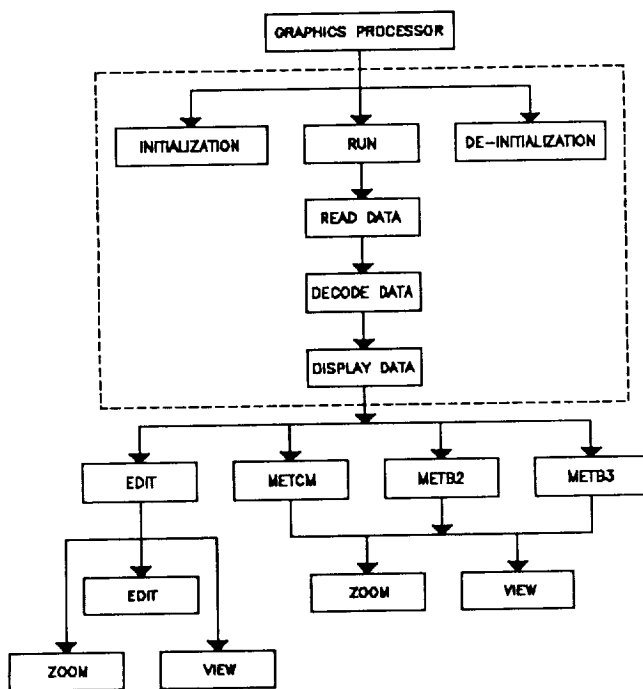 GRAPHICS PROCESSOR
INITIALIZATION
RUN
DE-INITIALIZATION
READ DATA
DECODE DATA
DISPLAY DATA
EDIT
METCM
METB2
METB3
EDIT
ZOOM
VIEW
ZOOM
VIEW